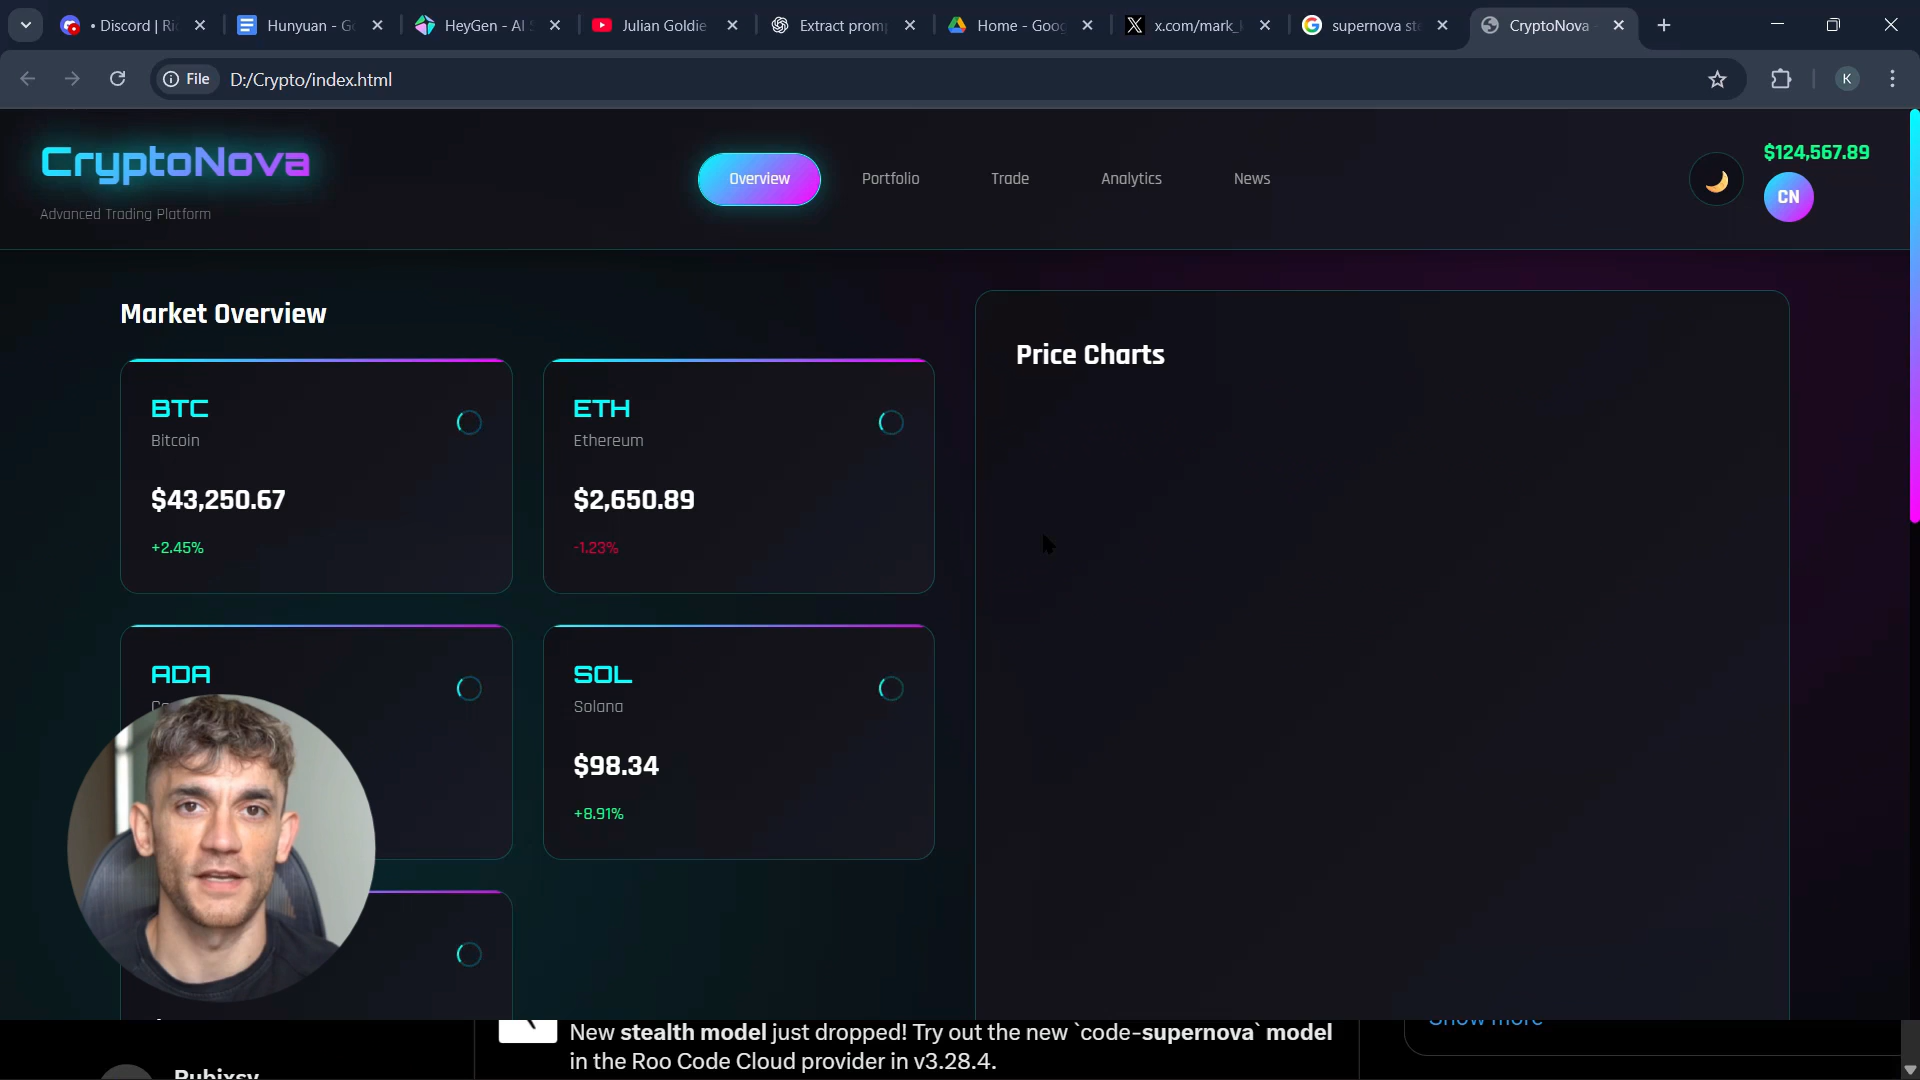 • Discord | Ri
Hunyuan - G
HeyGen - AI
Julian Goldie
Extract prom
Home - Goog
x.com/mark_
supernova st
CryptoNova
File
D:/Crypto/index.html
K
CryptoNova
Advanced Trading Platform
Overview
Portfolio
Trade
Analytics
News
$124,567.89
CN
Market Overview
Price Charts
BTC
Bitcoin
$43,250.67
+2.45%
ETH
Ethereum
$2,650.89
-1.23%
ADA
SOL
Solana
$98.34
+8.91%
New stealth model just dropped! Try out the new `code-supernova` model
in the Roo Code Cloud provider in v3.28.4.
Show more
Rubixsy